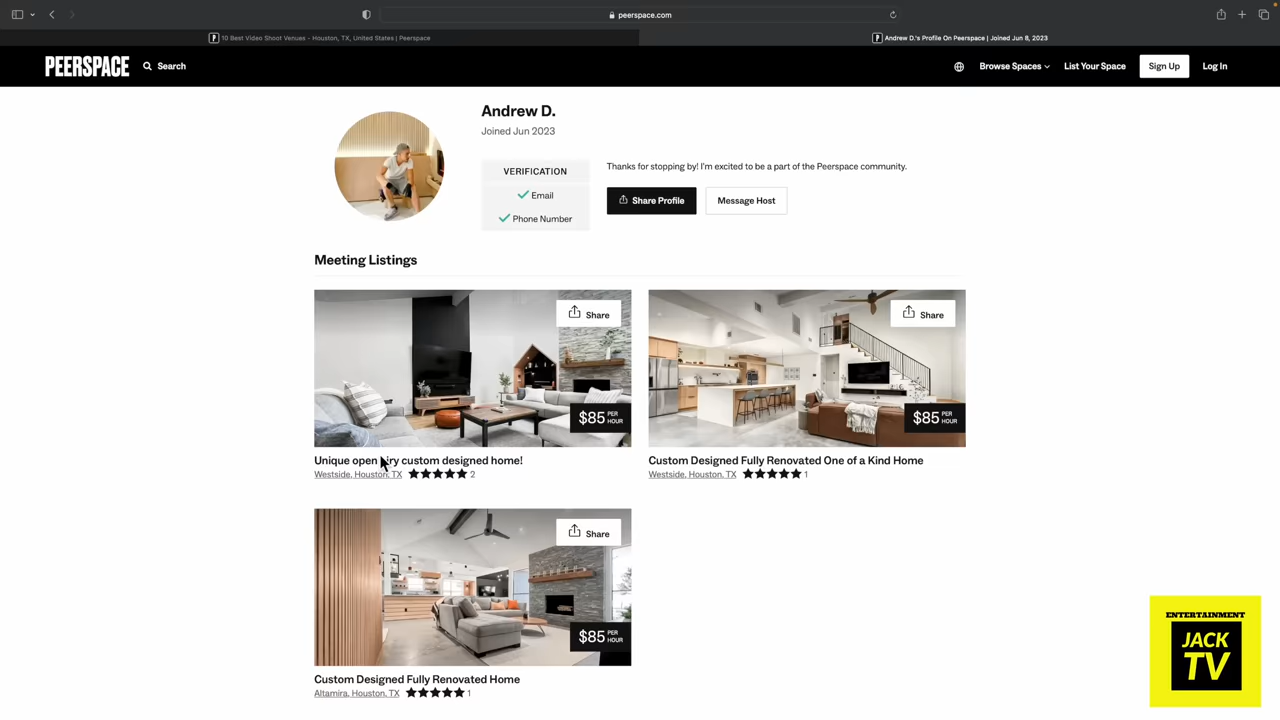 peerspace.com
10 Best Video Shoot Venues - Houston, TX, United States | Peerspace
Andrew D.'s Profile On Peerspace | Joined Jun 8, 2023
PEERSPACE
Search
Browse Spaces
List Your Space
Sign Up
Log In
Andrew D.
Joined Jun 2023
VERIFICATION
Email
Phone Number
Thanks for stopping by! I'm excited to be a part of the Peerspace community.
Share Profile
Message Host
Meeting Listings
Share
$85 PER HOUR
Unique open airy custom designed home!
Westside, Houston, TX ★★★★★ 2
Share
$85 PER HOUR
Custom Designed Fully Renovated One of a Kind Home
Westside, Houston, TX ★★★★★ 1
Share
$85 PER HOUR
Custom Designed Fully Renovated Home
Altamira, Houston, TX ★★★★★ 1
ENTERTAINMENT
JACK
TV